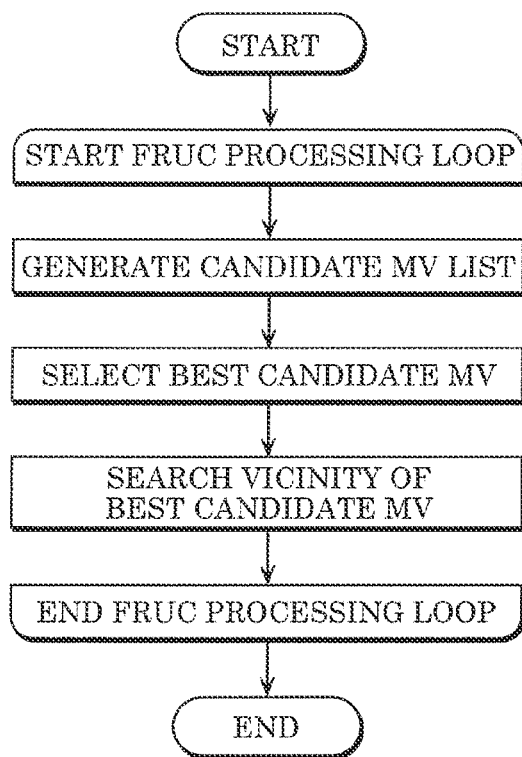 START
START FRUC PROCESSING LOOP
GENERATE CANDIDATE MV LIST
SELECT BEST CANDIDATE MV
SEARCH VICINITY OF
BEST CANDIDATE MV
END FRUC PROCESSING LOOP
END